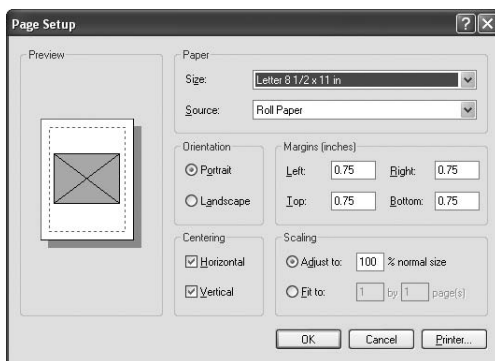 Page Setup
Preview
Paper
Size: Letter 8 1/2 x 11 in
Source: Roll Paper
Orientation
Portrait
Landscape
Margins (inches)
Left: 0.75 Right: 0.75
Top: 0.75 Bottom: 0.75
Centering
Horizontal
Vertical
Scaling
Adjust to: 100 % normal size
Fit to: 1 by 1 page(s)
OK Cancel Printer...